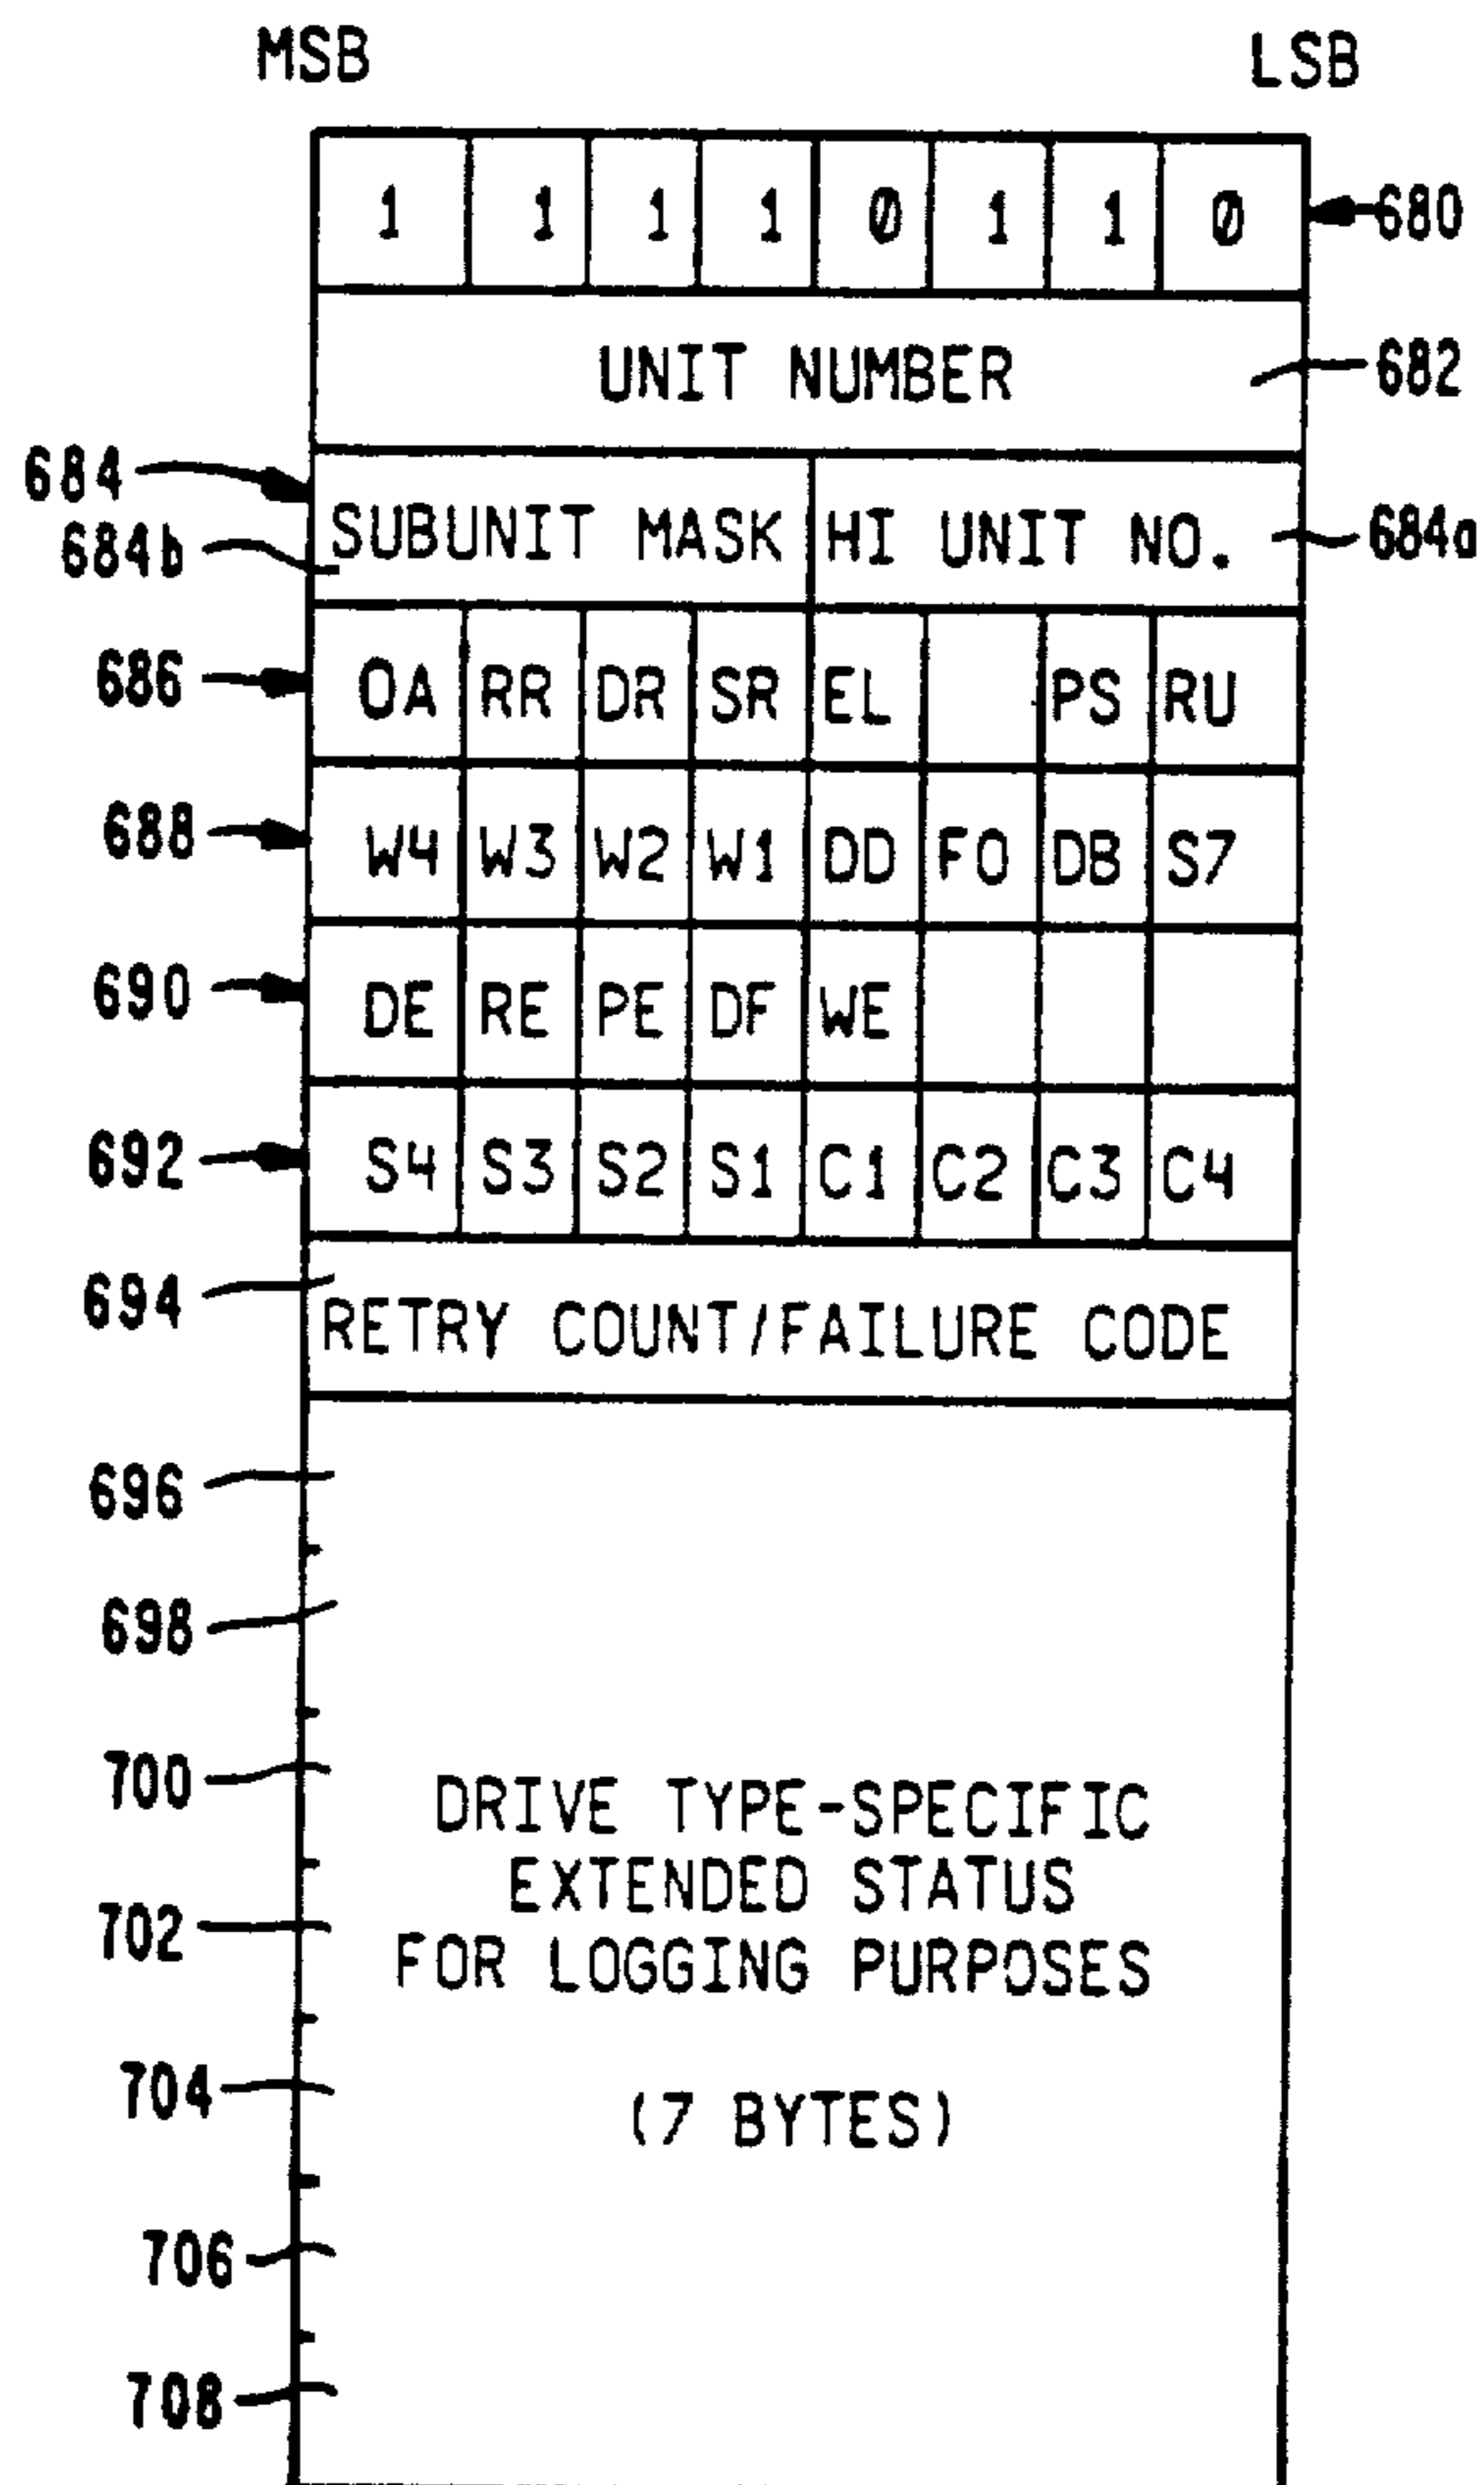 MSB LSB
1 1 1 1 0 1 1 0 680
UNIT NUMBER 682
684
SUBUNIT MASK HI UNIT NO. 684a
684b
686 OA RR DR SR EL PS RU
688 W4 W3 W2 W1 DD FO DB S7
690 DE RE PE DF WE
692 S4 S3 S2 S1 C1 C2 C3 C4
694
RETRY COUNT/FAILURE CODE
696
698
700
DRIVE TYPE-SPECIFIC
EXTENDED STATUS
702
FOR LOGGING PURPOSES
704
(7 BYTES)
706
708